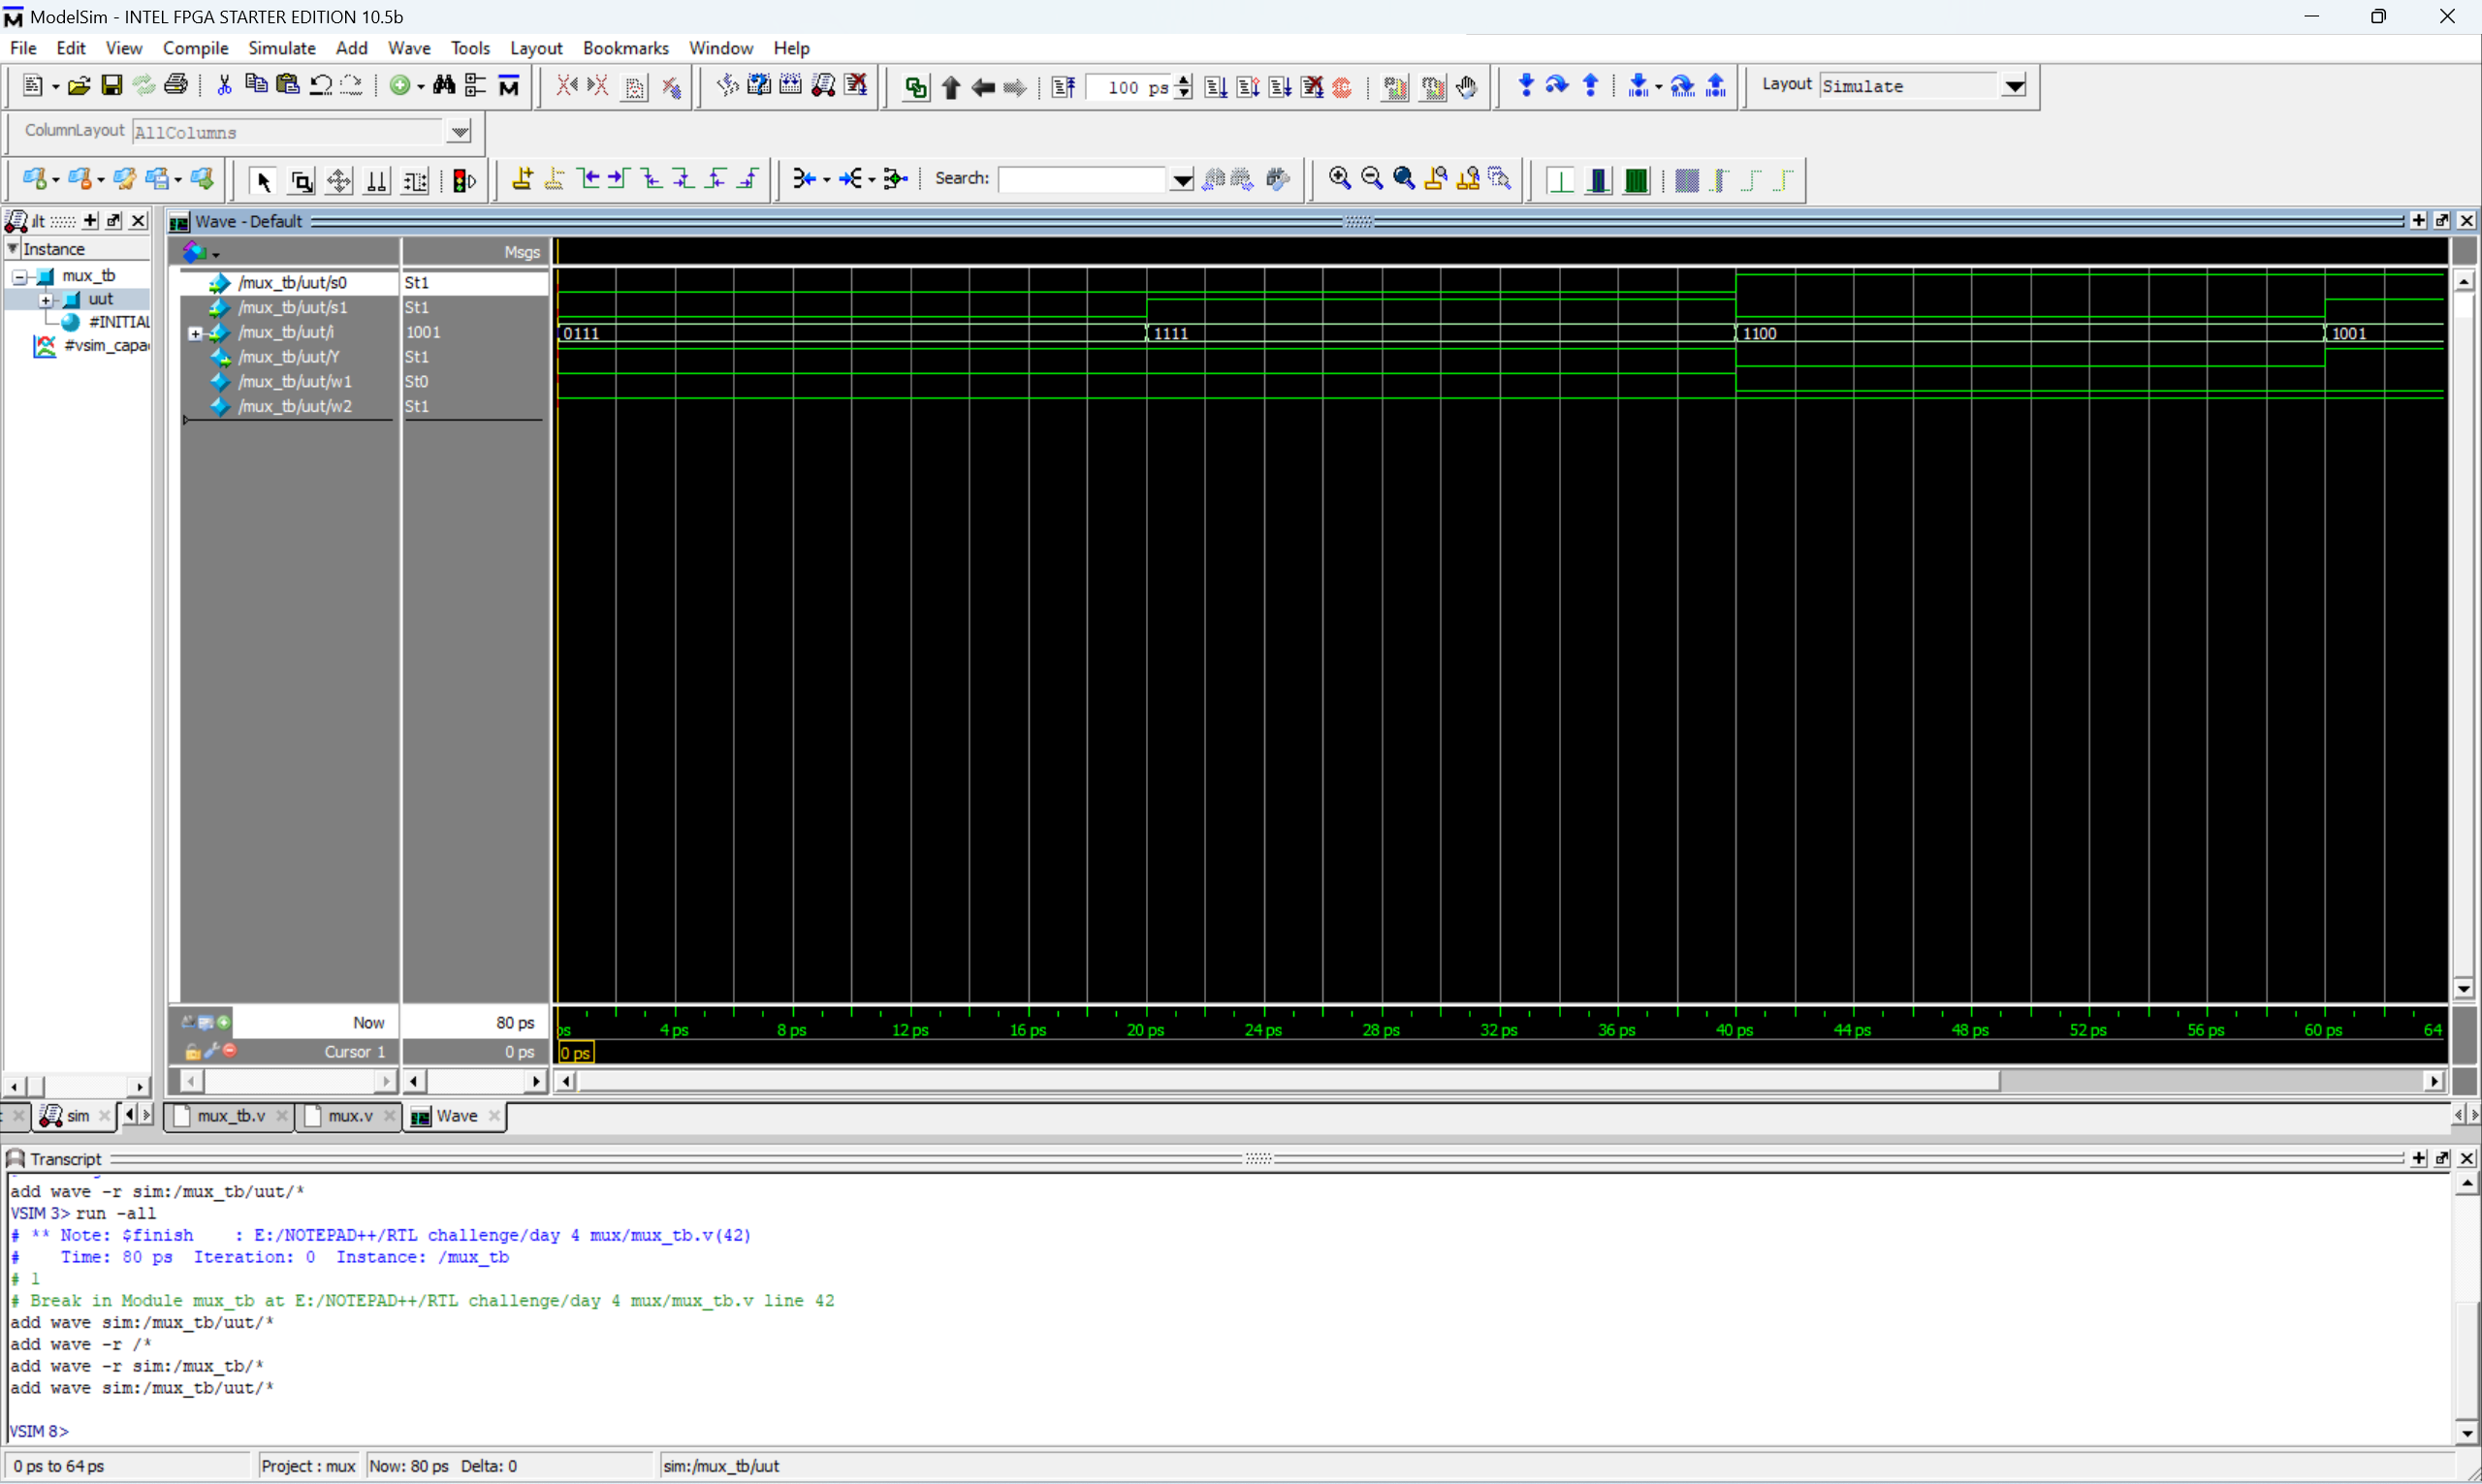 ModelSim - INTEL FPGA STARTER EDITION 10.5b
File Edit View Compile Simulate Add Wave Tools Layout Bookmarks Window Help
100 ps
Layout Simulate
ColumnLayout AllColumns
Search:
Wave - Default
Instance
mux_tb
uut
#INITIAL
#vsim_capa
Msgs
/mux_tb/uut/s0 St1
/mux_tb/uut/s1 St1
/mux_tb/uut/i 1001 0111 1111 1100 1001
/mux_tb/uut/Y St1
/mux_tb/uut/w1 St0
/mux_tb/uut/w2 St1
Now 80 ps
ps 4 ps 8 ps 12 ps 16 ps 20 ps 24 ps 28 ps 32 ps 36 ps 40 ps 44 ps 48 ps 52 ps 56 ps 60 ps 64
Cursor 1 0 ps 0 ps
sim mux_tb.v mux.v Wave
Transcript
add wave -r sim:/mux_tb/uut/*
VSIM 3> run -all
# ** Note: $finish : E:/NOTEPAD++/RTL challenge/day 4 mux/mux_tb.v(42)
# Time: 80 ps Iteration: 0 Instance: /mux_tb
# 1
# Break in Module mux_tb at E:/NOTEPAD++/RTL challenge/day 4 mux/mux_tb.v line 42
add wave sim:/mux_tb/uut/*
add wave -r /*
add wave -r sim:/mux_tb/*
add wave sim:/mux_tb/uut/*
VSIM 8>
0 ps to 64 ps Project : mux Now: 80 ps Delta: 0 sim:/mux_tb/uut